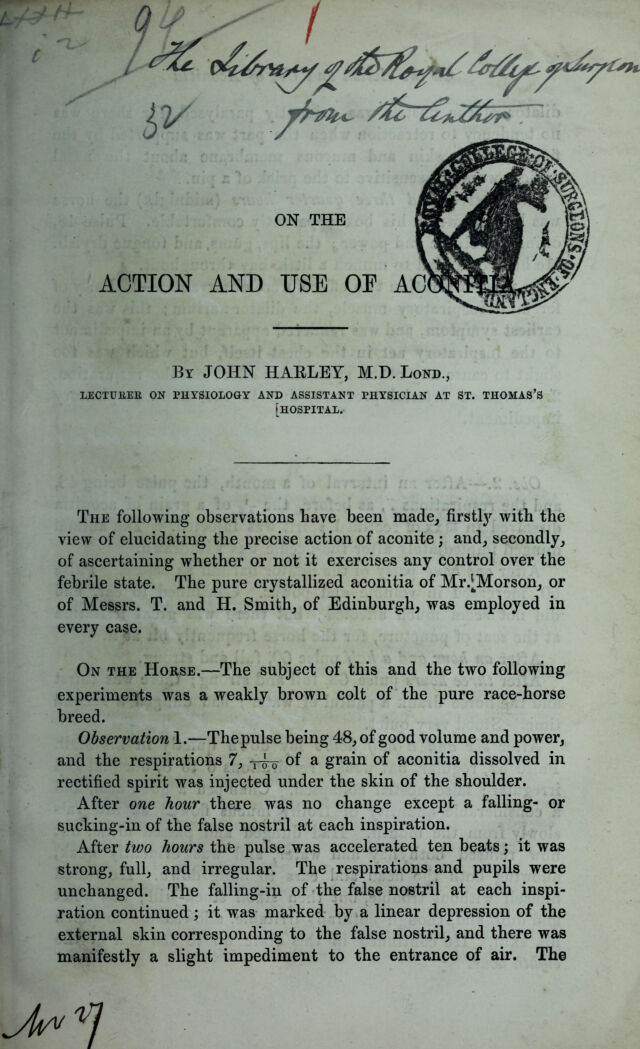 94
The Library of the Royal College of Surgeons
from the Author
32
ROYAL COLLEGE OF SURGEONS OF ENGLAND
ON THE
ACTION AND USE OF ACONITIA
By JOHN HARLEY, M.D. Lond.,
LECTURER ON PHYSIOLOGY AND ASSISTANT PHYSICIAN AT ST. THOMAS'S
[HOSPITAL.
The following observations have been made, firstly with the
view of elucidating the precise action of aconite; and, secondly,
of ascertaining whether or not it exercises any control over the
febrile state. The pure crystallized aconitia of Mr. Morson, or
of Messrs. T. and H. Smith, of Edinburgh, was employed in
every case.
On the Horse.—The subject of this and the two following
experiments was a weakly brown colt of the pure race-horse
breed.
Observation 1.—The pulse being 48, of good volume and power,
and the respirations 7, 1/100 of a grain of aconitia dissolved in
rectified spirit was injected under the skin of the shoulder.
After one hour there was no change except a falling- or
sucking-in of the false nostril at each inspiration.
After two hours the pulse was accelerated ten beats; it was
strong, full, and irregular. The respirations and pupils were
unchanged. The falling-in of the false nostril at each inspi-
ration continued; it was marked by a linear depression of the
external skin corresponding to the false nostril, and there was
manifestly a slight impediment to the entrance of air. The
27